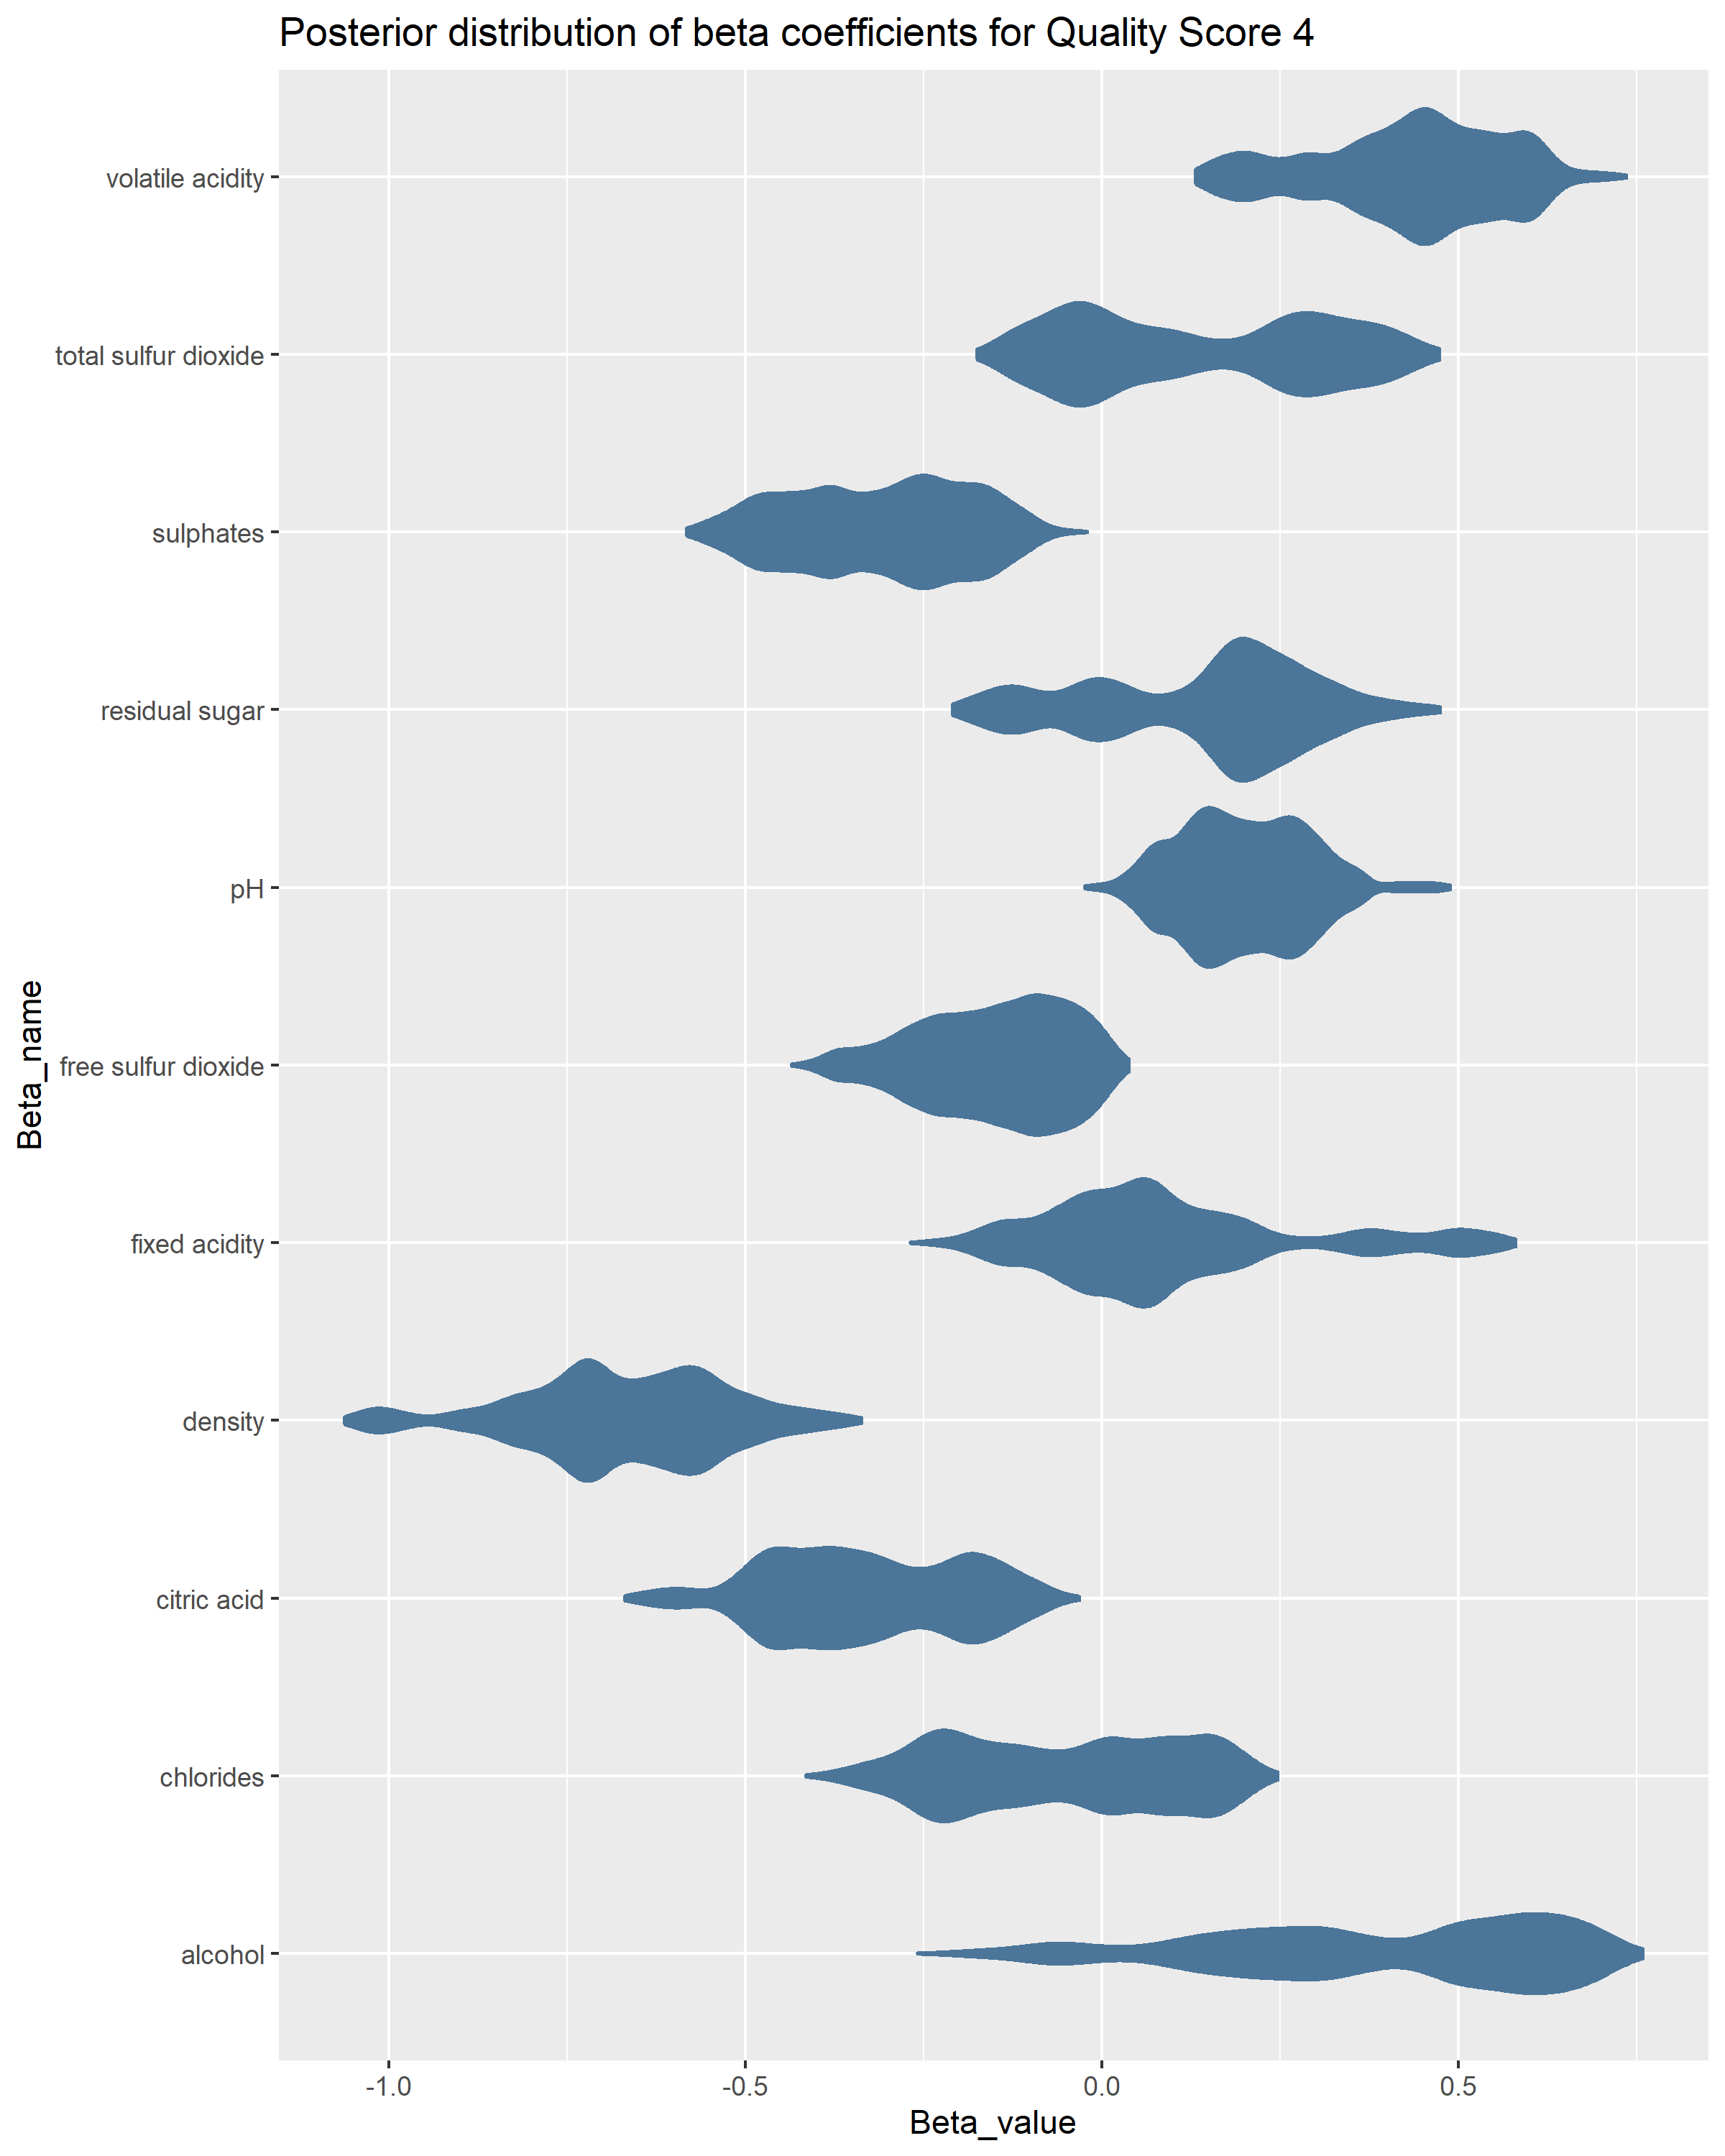 Posterior distribution of beta coefficients for Quality Score 4
volatile acidity
total sulfur dioxide
sulphates
residual sugar
pH
free sulfur dioxide
fixed acidity
density
citric acid
chlorides
alcohol
Beta_name
-1.0
-0.5
0.0
0.5
Beta_value